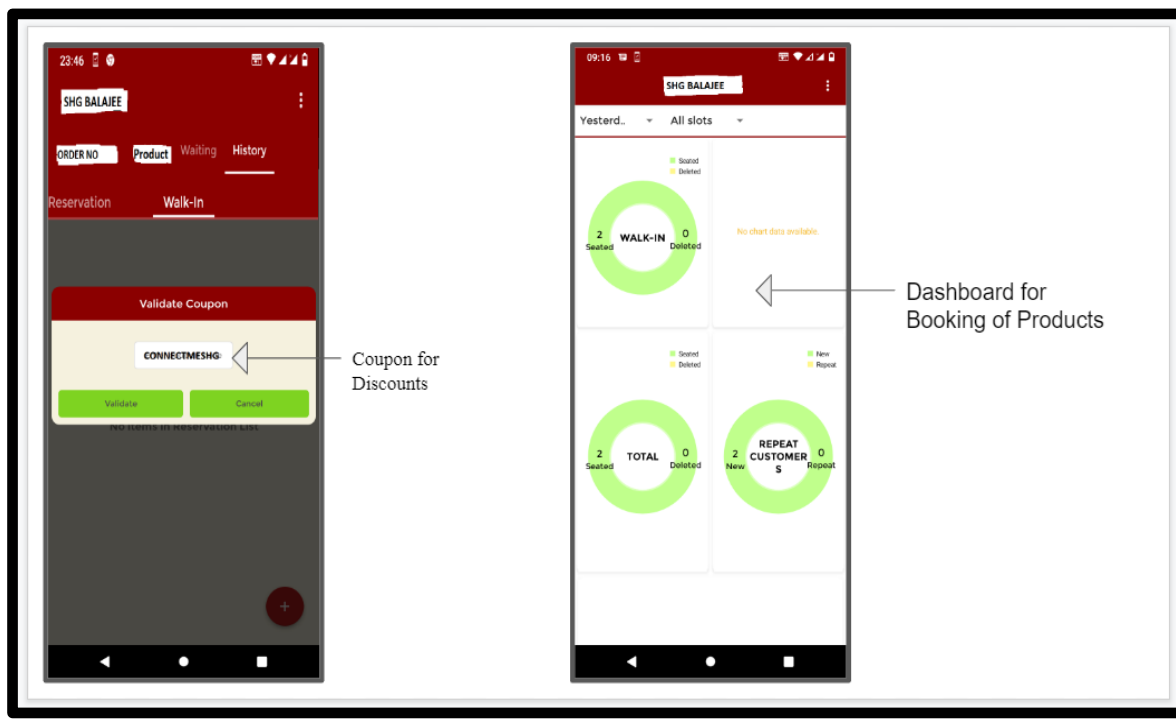 23:46
SHG BALAJEE
ORDER NO Product Waiting History
Reservation Walk-In
Validate Coupon
CONNECTMESHG
Validate Cancel
No items in Reservation List
+
Coupon for
Discounts
09:16
SHG BALAJEE
Yesterd.. All slots
Seated
Deleted
2
Seated
WALK-IN
0
Deleted
No chart data available.
Seated
Deleted
2
Seated
TOTAL
0
Deleted
New
Repeat
2
New
REPEAT
CUSTOMER
S
0
Repeat
Dashboard for
Booking of Products